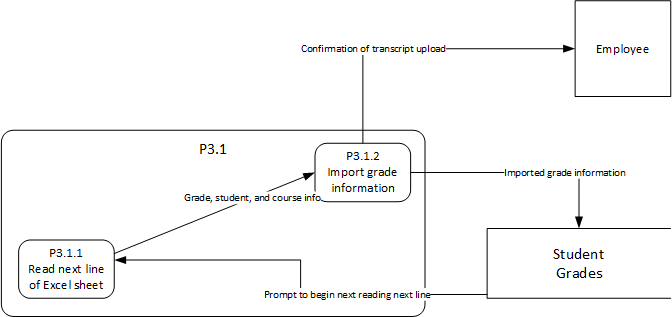 Confirmation of transcript upload
Employee
P3.1
P3.1.2
Import grade
information
Imported grade information
Grade, student, and course info
P3.1.1
Read next line
of Excel sheet
Student
Grades
Prompt to begin next reading next line